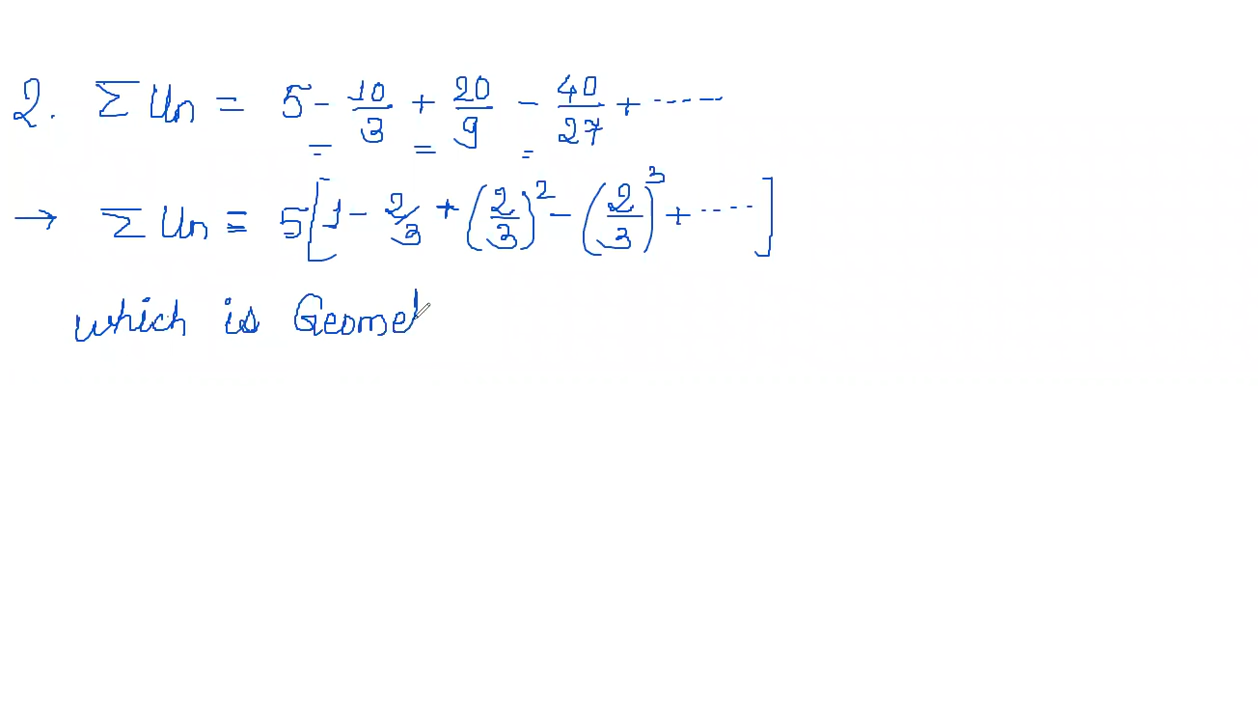 2. Σ Un = 5 - 10/3 + 20/9 - 40/27 + -----
→ Σ Un = 5[1 - 2/3 + (2/3)^2 - (2/3)^3 + ----]
which is Geomet